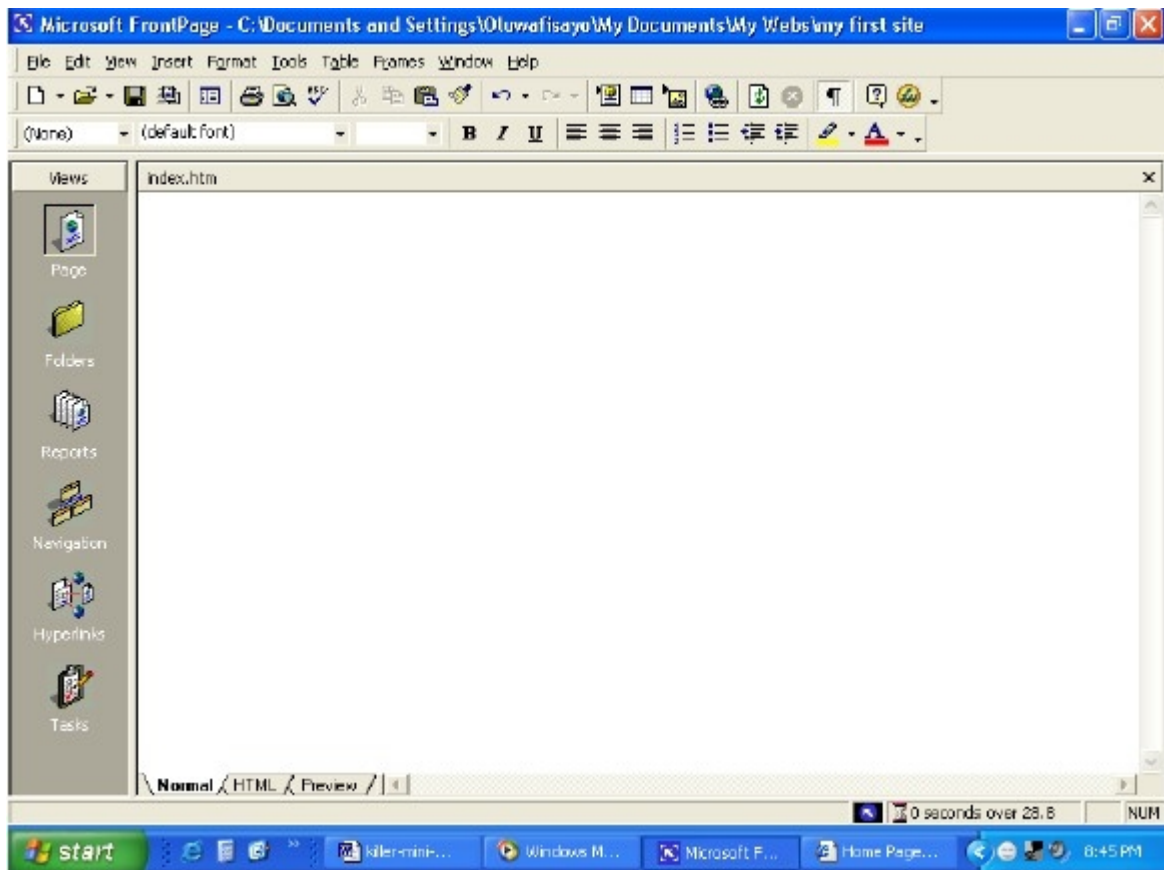 Microsoft FrontPage - C:\Documents and Settings\Oluwafisayo\My Documents\My Webs\my first site
File Edit View Insert Format Tools Table Frames Window Help
(None) (default font) B I U A
Views index.htm
Page
Folders
Reports
Navigation
Hyperlinks
Tasks
Normal HTML Preview
0 seconds over 28.8 NUM
start killer-mini-... Windows M... Microsoft F... Home Page... 8:45 PM